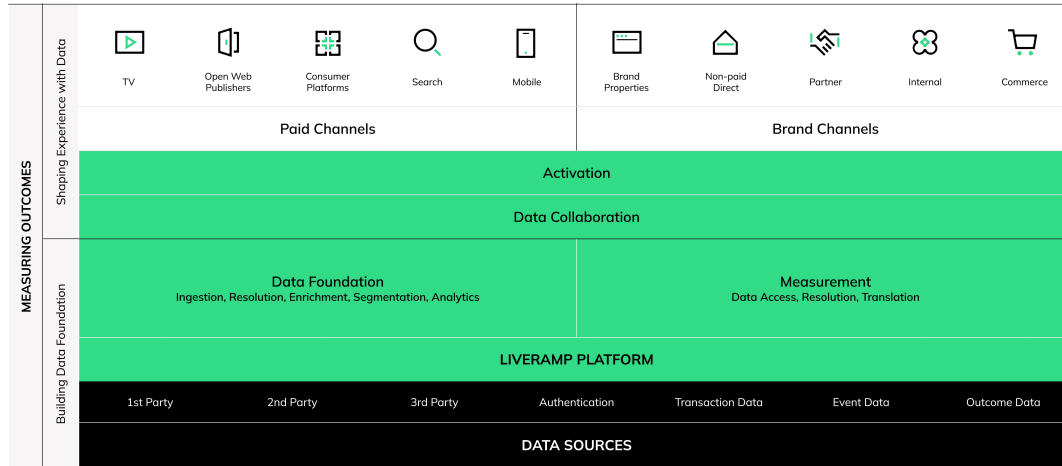 MEASURING OUTCOMES
Shaping Experience with Data
TV
Open Web
Publishers
Consumer
Platforms
Search
Mobile
Brand
Properties
Non-paid
Direct
Partner
Internal
Commerce
Paid Channels
Brand Channels
Activation
Data Collaboration
Building Data Foundation
Data Foundation
Ingestion, Resolution, Enrichment, Segmentation, Analytics
Measurement
Data Access, Resolution, Translation
LIVERAMP PLATFORM
1st Party
2nd Party
3rd Party
Authentication
Transaction Data
Event Data
Outcome Data
DATA SOURCES